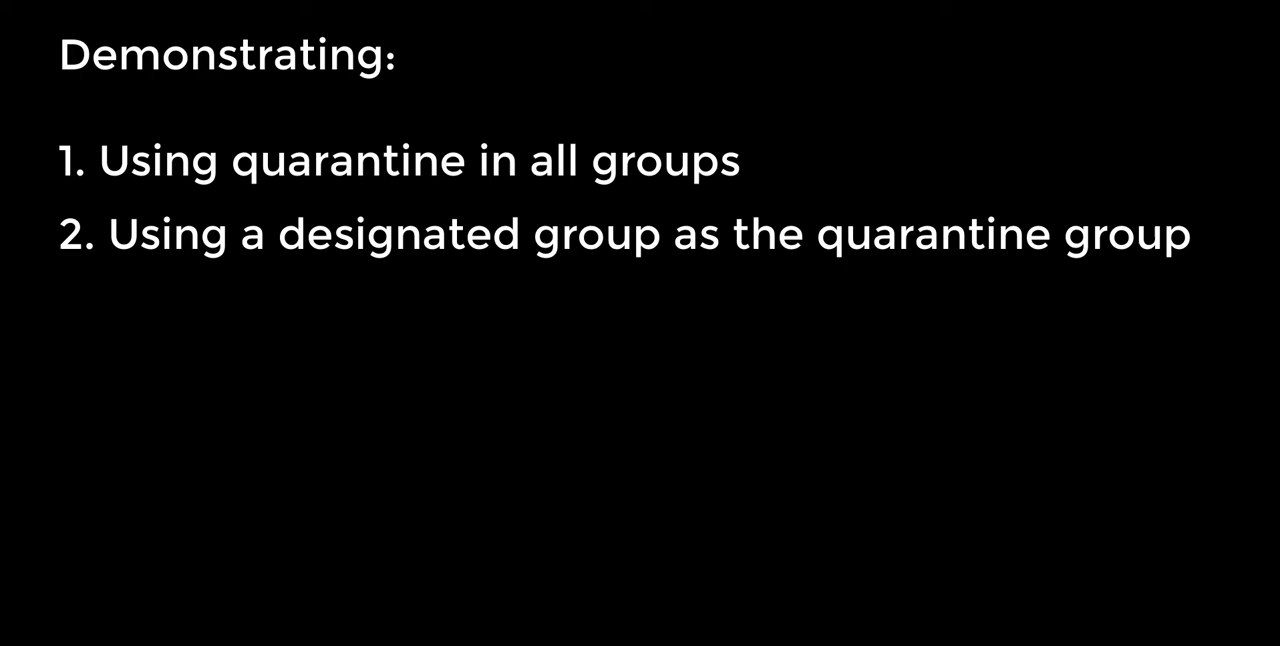 Demonstrating:
1. Using quarantine in all groups
2. Using a designated group as the quarantine group